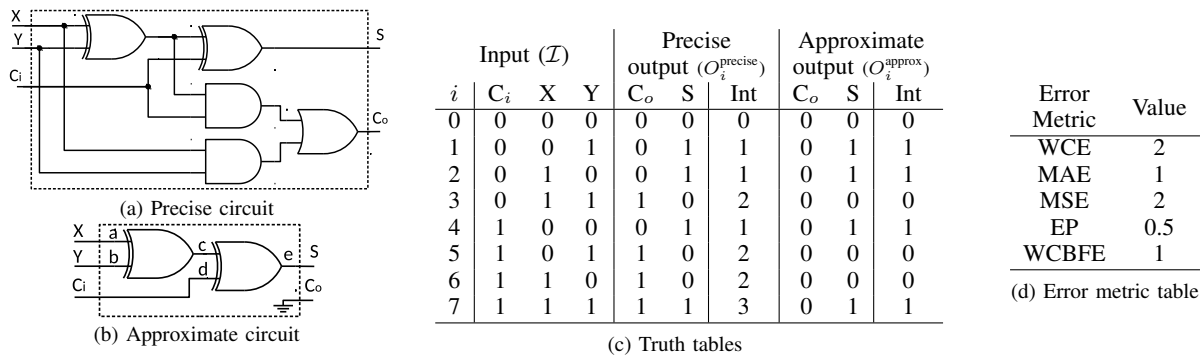 X
Y
Ci
S
Co
(a) Precise circuit
X a
Y b
Ci
c
d
e S
Co
(b) Approximate circuit
Input (I) Precise output (O_i^precise) Approximate output (O_i^approx)
i C_i X Y C_o S Int C_o S Int
0 0 0 0 0 0 0 0 0 0
1 0 0 1 0 1 1 0 1 1
2 0 1 0 0 1 1 0 1 1
3 0 1 1 1 0 2 0 0 0
4 1 0 0 0 1 1 0 1 1
5 1 0 1 1 0 2 0 0 0
6 1 1 0 1 0 2 0 0 0
7 1 1 1 1 1 3 0 1 1
(c) Truth tables
Error Metric Value
WCE 2
MAE 1
MSE 2
EP 0.5
WCBFE 1
(d) Error metric table